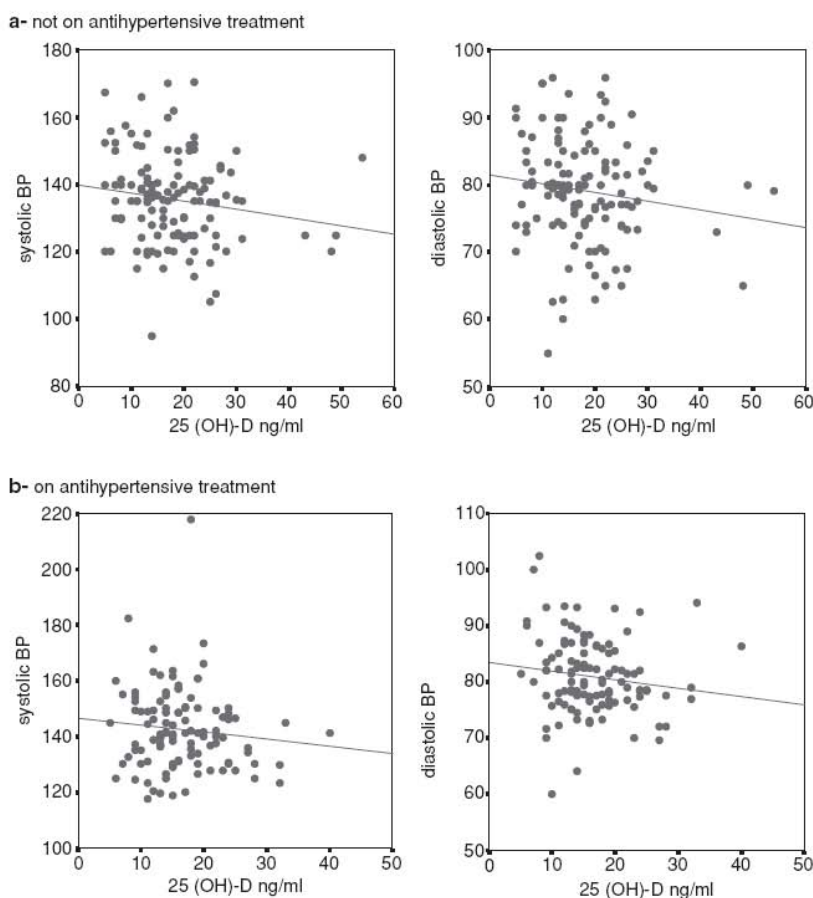 a- not on antihypertensive treatment
180
160
140
120
100
80
systolic BP
0 10 20 30 40 50 60
25 (OH)-D ng/ml
100
90
80
70
60
50
diastolic BP
0 10 20 30 40 50 60
25 (OH)-D ng/ml
b- on antihypertensive treatment
220
200
180
160
140
120
100
systolic BP
0 10 20 30 40 50
25 (OH)-D ng/ml
110
100
90
80
70
60
50
diastolic BP
0 10 20 30 40 50
25 (OH)-D ng/ml